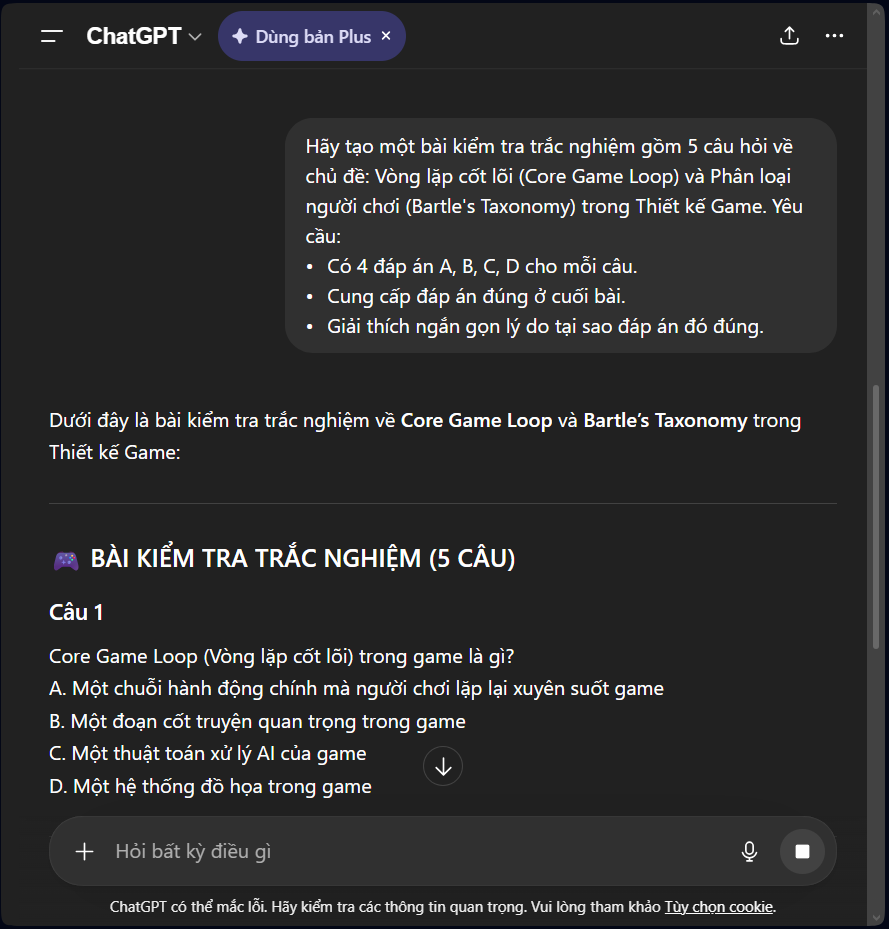 ChatGPT
Dùng bản Plus ×
Hãy tạo một bài kiểm tra trắc nghiệm gồm 5 câu hỏi về
chủ đề: Vòng lặp cốt lõi (Core Game Loop) và Phân loại
người chơi (Bartle's Taxonomy) trong Thiết kế Game. Yêu
cầu:
• Có 4 đáp án A, B, C, D cho mỗi câu.
• Cung cấp đáp án đúng ở cuối bài.
• Giải thích ngắn gọn lý do tại sao đáp án đó đúng.
Dưới đây là bài kiểm tra trắc nghiệm về Core Game Loop và Bartle’s Taxonomy trong
Thiết kế Game:
🎮 BÀI KIỂM TRA TRẮC NGHIỆM (5 CÂU)
Câu 1
Core Game Loop (Vòng lặp cốt lõi) trong game là gì?
A. Một chuỗi hành động chính mà người chơi lặp lại xuyên suốt game
B. Một đoạn cốt truyện quan trọng trong game
C. Một thuật toán xử lý AI của game
D. Một hệ thống đồ họa trong game
Hỏi bất kỳ điều gì
ChatGPT có thể mắc lỗi. Hãy kiểm tra các thông tin quan trọng. Vui lòng tham khảo Tùy chọn cookie.